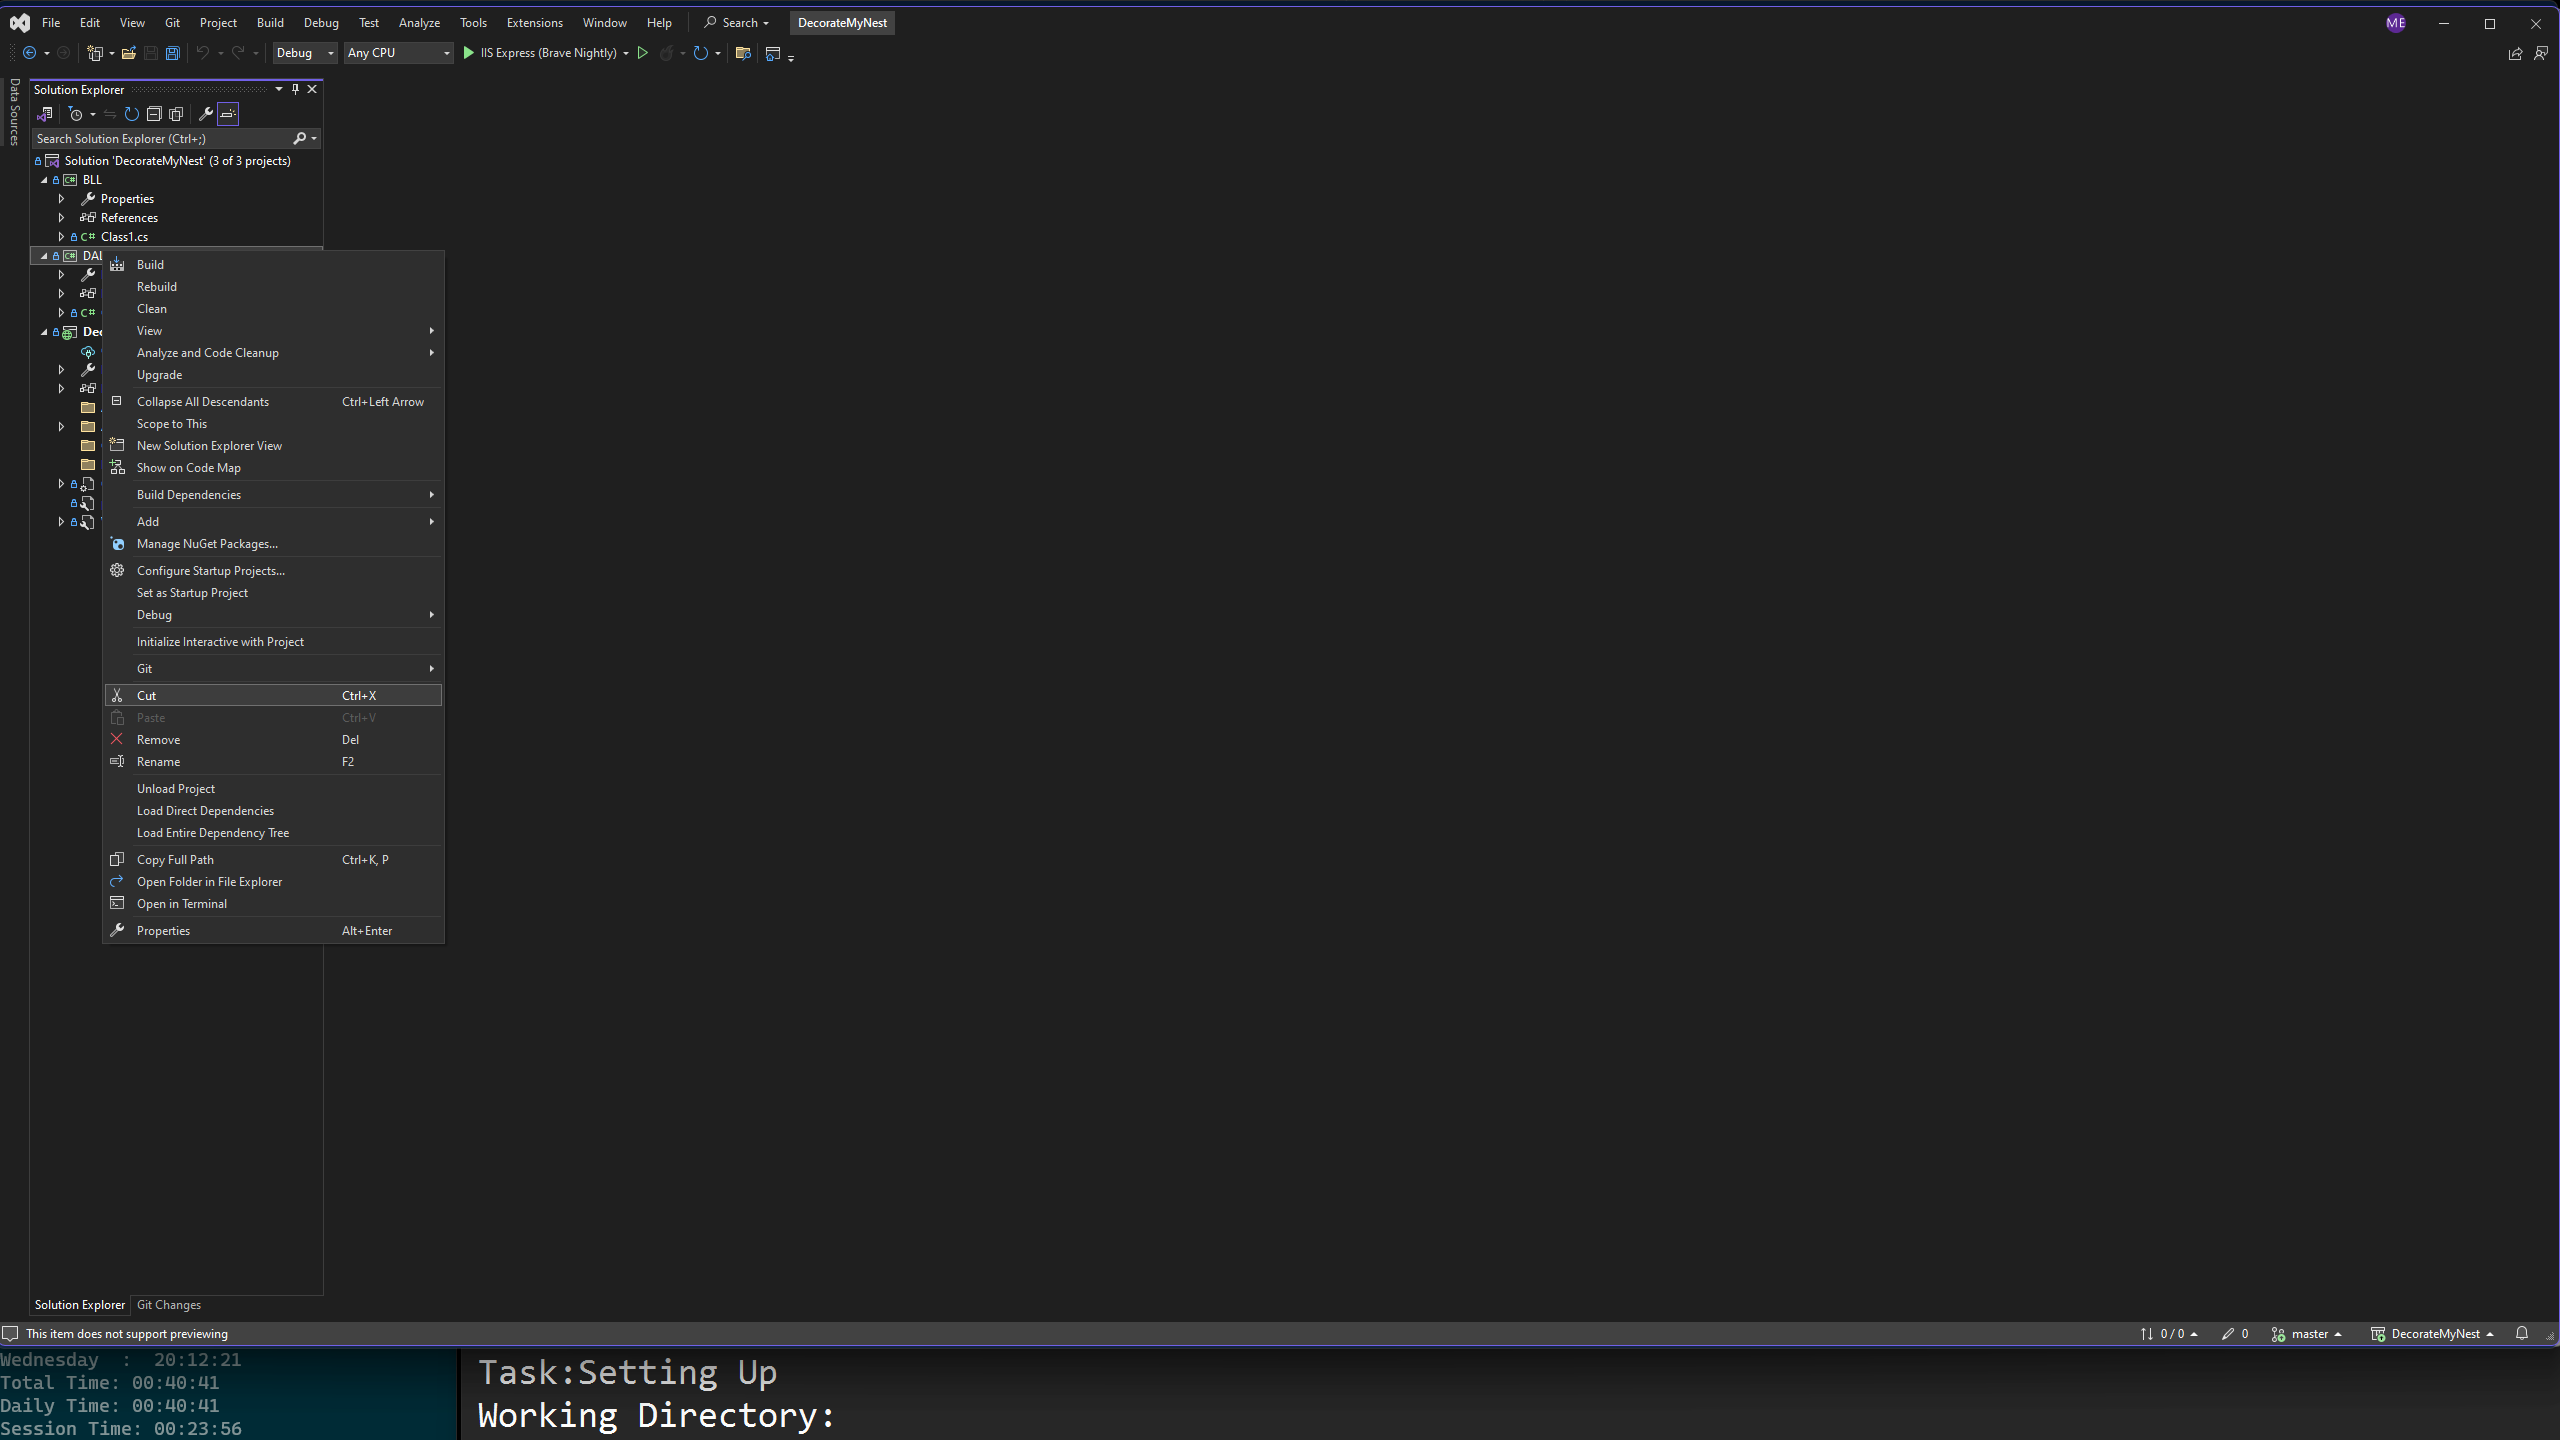 File Edit View Git Project Build Debug Test Analyze Tools Extensions Window Help Search DecorateMyNest ME
Debug Any CPU IIS Express (Brave Nightly)
Data Sources
Solution Explorer
Search Solution Explorer (Ctrl+;)
Solution 'DecorateMyNest' (3 of 3 projects)
C# BLL
Properties
References
C# Class1.cs
C# DAL
C#
Dec
Build
Rebuild
Clean
View
Analyze and Code Cleanup
Upgrade
Collapse All Descendants Ctrl+Left Arrow
Scope to This
New Solution Explorer View
Show on Code Map
Build Dependencies
Add
Manage NuGet Packages...
Configure Startup Projects...
Set as Startup Project
Debug
Initialize Interactive with Project
Git
Cut Ctrl+X
Paste Ctrl+V
Remove Del
Rename F2
Unload Project
Load Direct Dependencies
Load Entire Dependency Tree
Copy Full Path Ctrl+K, P
Open Folder in File Explorer
Open in Terminal
Properties Alt+Enter
Solution Explorer Git Changes
This item does not support previewing 0 / 0 0 master DecorateMyNest
Wednesday : 20:12:21
Total Time: 00:40:41
Daily Time: 00:40:41
Session Time: 00:23:56
Task:Setting Up
Working Directory: